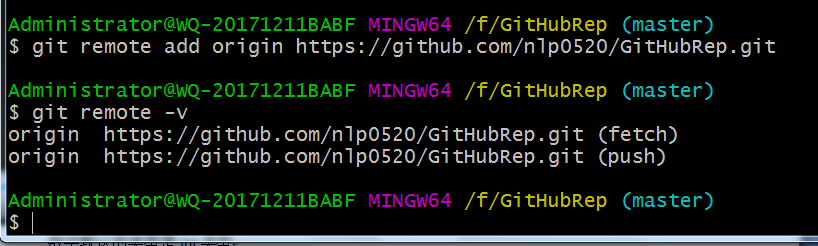 Administrator@WQ-20171211BABF MINGW64 /f/GitHubRep (master)
$ git remote add origin https://github.com/nlp0520/GitHubRep.git
Administrator@WQ-20171211BABF MINGW64 /f/GitHubRep (master)
$ git remote -v
origin  https://github.com/nlp0520/GitHubRep.git (fetch)
origin  https://github.com/nlp0520/GitHubRep.git (push)
Administrator@WQ-20171211BABF MINGW64 /f/GitHubRep (master)
$